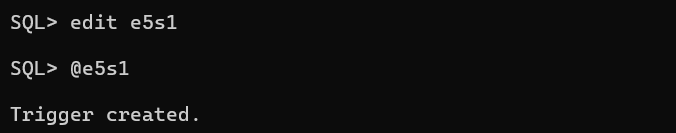 SQL> edit e5s1
SQL> @e5s1
Trigger created.